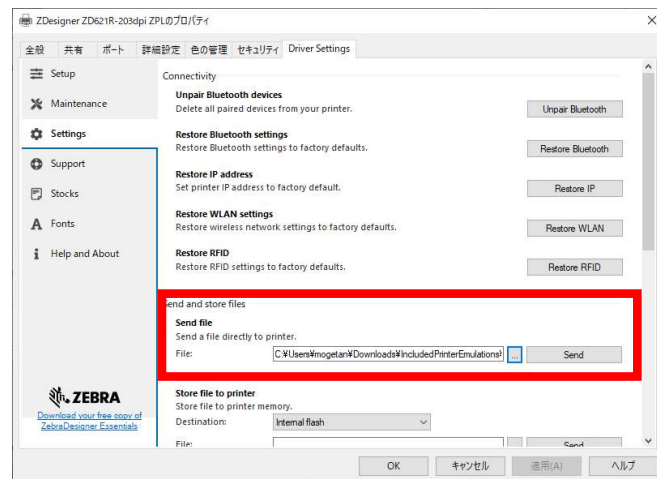 ZDesigner ZD621R-203dpi ZPLのプロパティ
全般 共有 ポート 詳細設定 色の管理 セキュリティ Driver Settings
Setup
Maintenance
Settings
Support
Stocks
Fonts
Help and About
ZEBRA
Download your free copy of
ZebraDesigner Essentials
Connectivity
Unpair Bluetooth devices
Delete all paired devices from your printer.
Unpair Bluetooth
Restore Bluetooth settings
Restore Bluetooth settings to factory defaults.
Restore Bluetooth
Restore IP address
Set printer IP address to factory default.
Restore IP
Restore WLAN settings
Restore wireless network settings to factory defaults.
Restore WLAN
Restore RFID
Restore RFID settings to factory defaults.
Restore RFID
Send and store files
Send file
Send a file directly to printer.
File: C:¥Users¥mogetan¥Downloads¥IncludedPrinterEmulations¥ ... Send
Store file to printer
Store file to printer memory.
Destination: Internal flash
File: Send
OK キャンセル 適用(A) ヘルプ